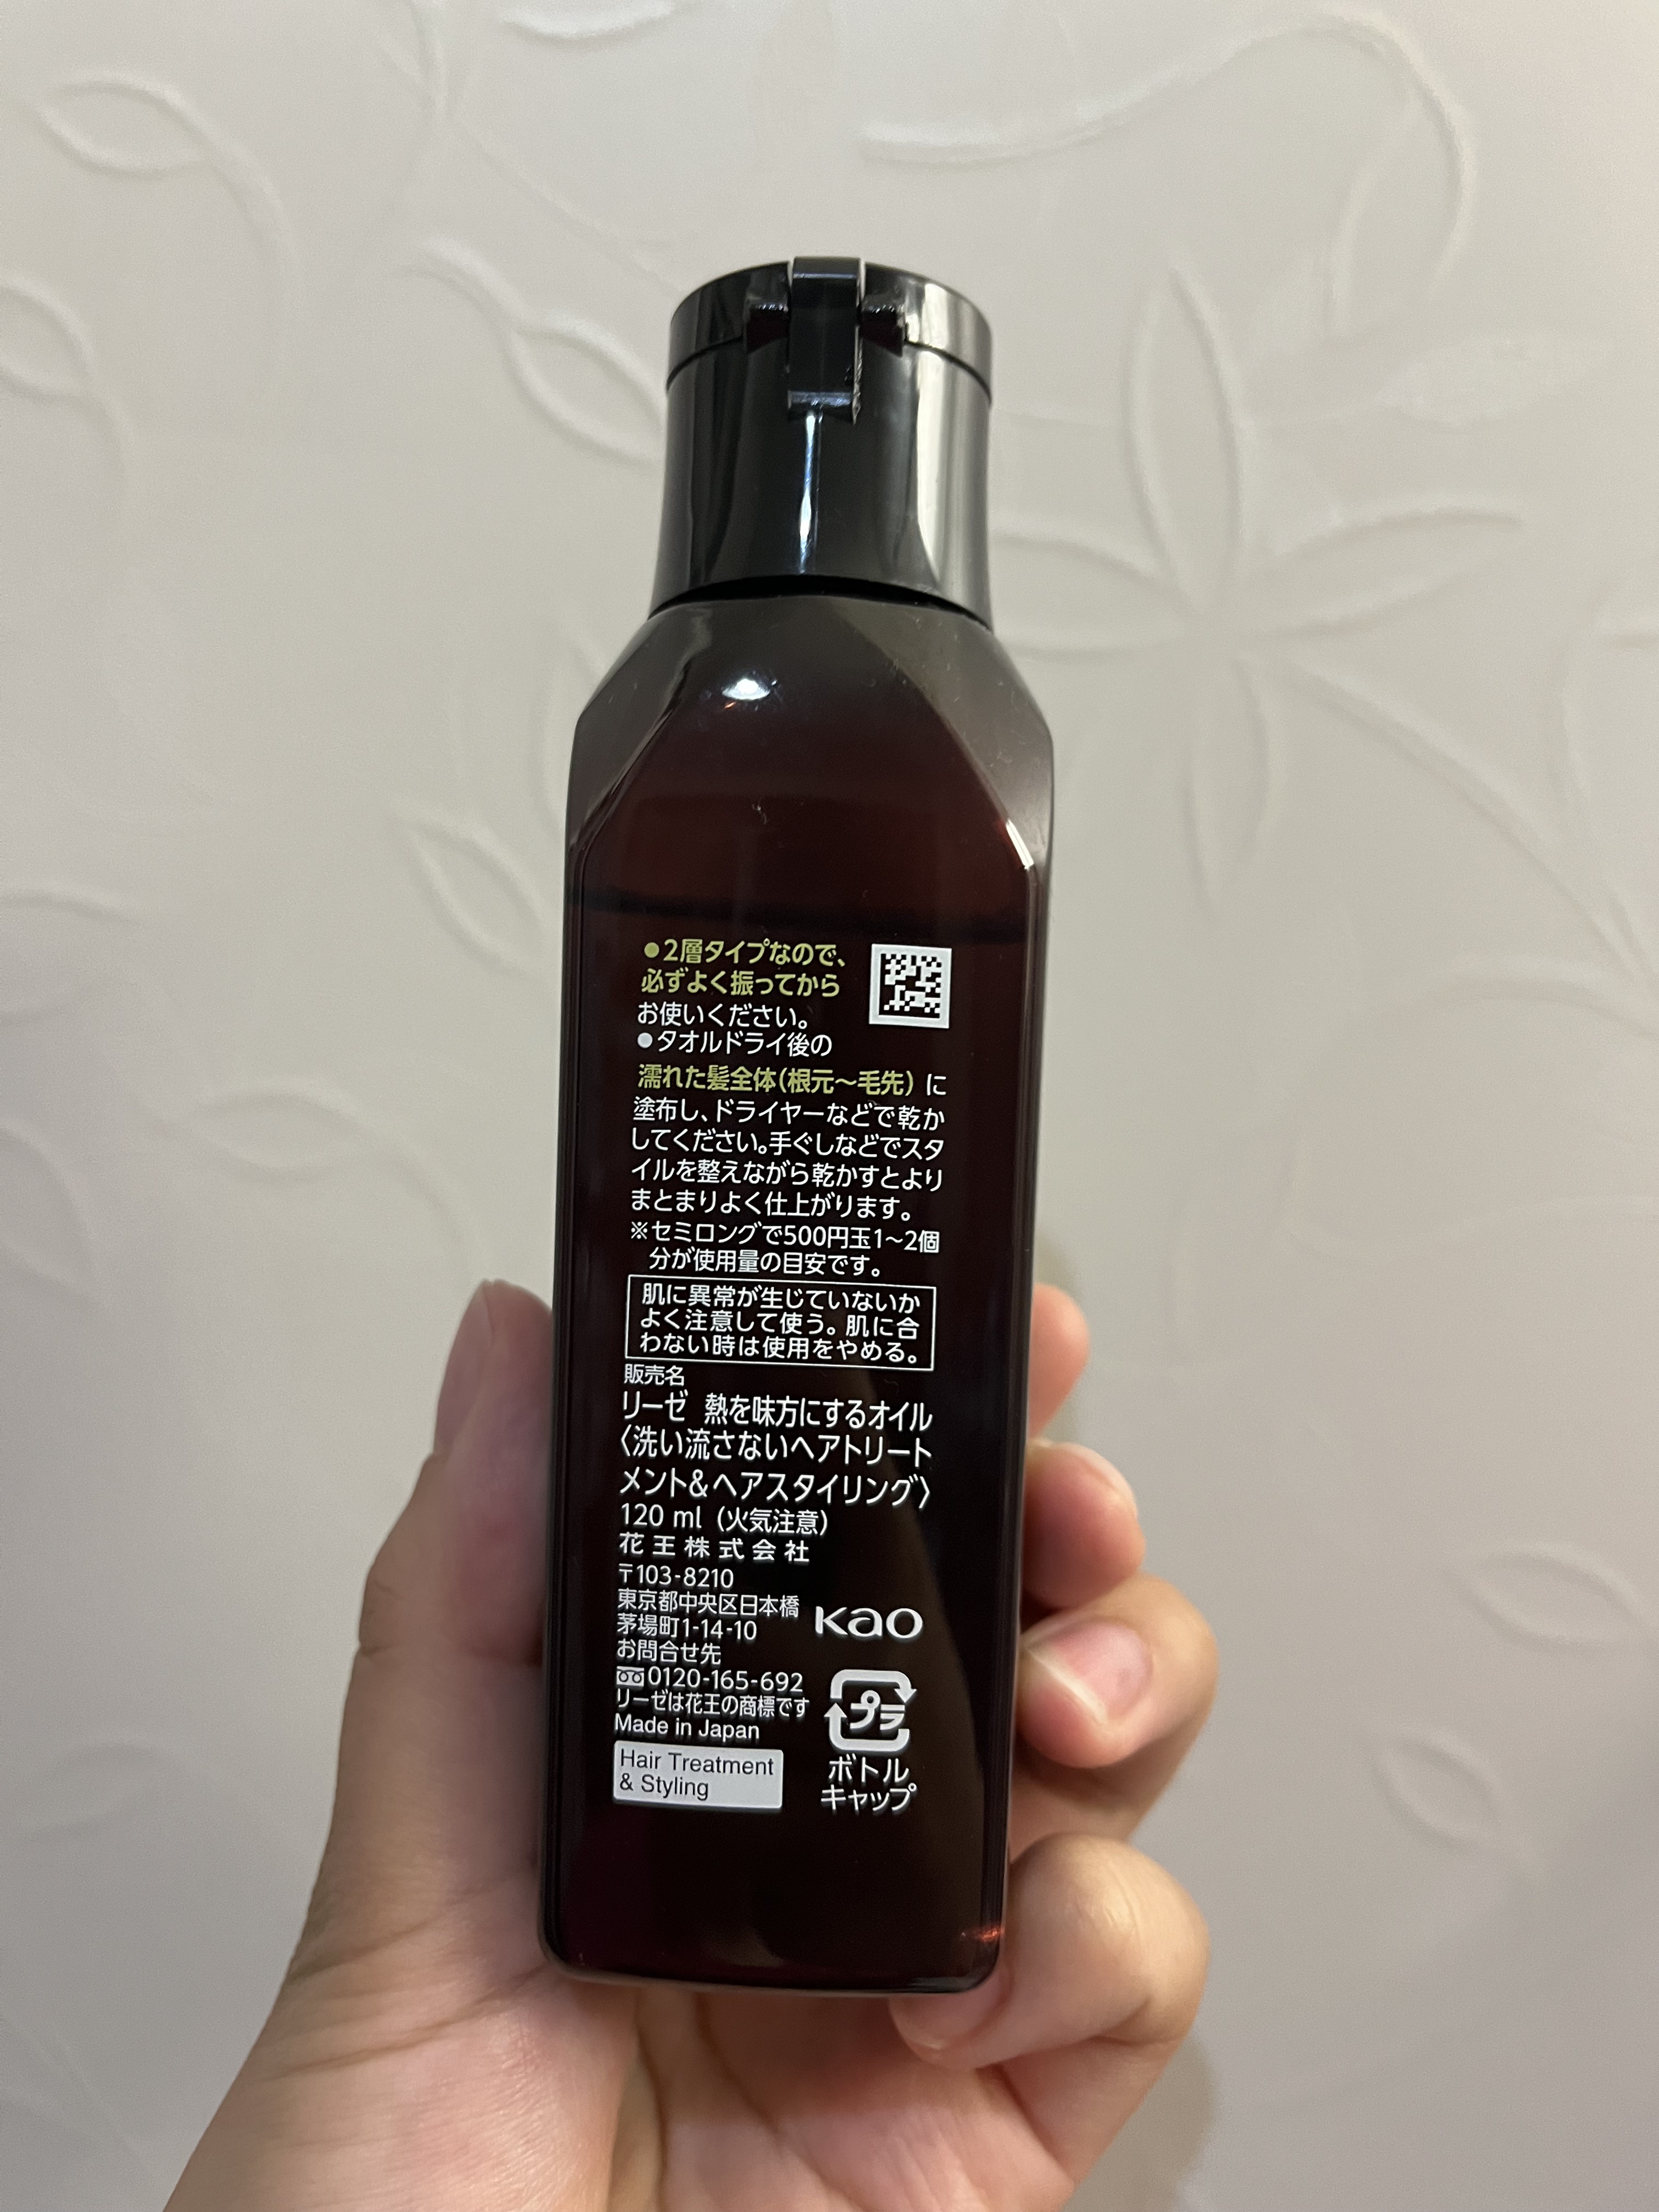 ●2層タイプなので、
必ずよく振ってから
お使いください。
●タオルドライ後の
濡れた髪全体(根元～毛先)に
塗布し、ドライヤーなどで乾か
してください。手ぐしなどでスタ
イルを整えながら乾かすとより
まとまりよく仕上がります。
※セミロングで500円玉1～2個
分が使用量の目安です。
肌に異常が生じていないか
よく注意して使う。肌に合
わない時は使用をやめる。
販売名
リーゼ 熱を味方にするオイル
〈洗い流さないヘアトリート
メント&ヘアスタイリング〉
120 ml (火気注意)
花王株式会社
〒103-8210
東京都中央区日本橋
茅場町1-14-10
お問合せ先
0120-165-692
リーゼは花王の商標です
Made in Japan
Hair Treatment
& Styling
Kao
プラ
ボトル
キャップ